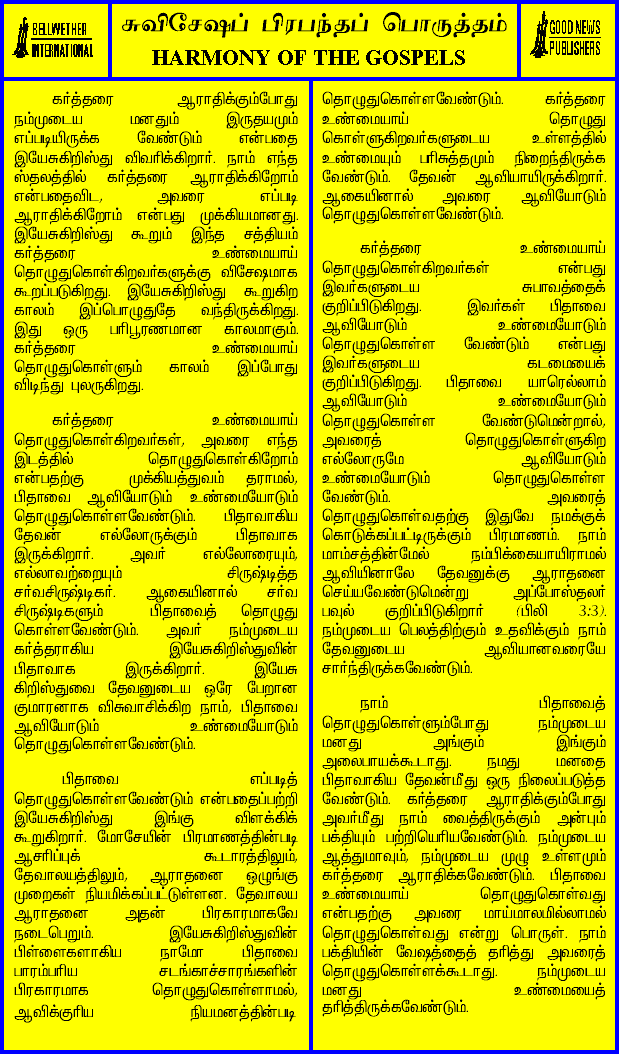 BELLWETHER
INTERNATIONAL
சுவிசேஷப் பிரபந்தப் பொருத்தம்
HARMONY OF THE GOSPELS
GOOD NEWS
PUBLISHERS
கர்த்தரை ஆராதிக்கும்போது
நம்முடைய மனதும் இருதயமும்
எப்படியிருக்க வேண்டும் என்பதை
இயேசுகிறிஸ்து விவரிக்கிறார். நாம் எந்த
ஸ்தலத்தில் கர்த்தரை ஆராதிக்கிறோம்
என்பதைவிட, அவரை எப்படி
ஆராதிக்கிறோம் என்பது முக்கியமானது.
இயேசுகிறிஸ்து கூறும் இந்த சத்தியம்
கர்த்தரை உண்மையாய்
தொழுதுகொள்கிறவர்களுக்கு விசேஷமாக
கூறப்படுகிறது. இயேசுகிறிஸ்து கூறுகிற
காலம் இப்பொழுதே வந்திருக்கிறது.
இது ஒரு பரிபூரணமான காலமாகும்.
கர்த்தரை உண்மையாய்
தொழுதுகொள்ளும் காலம் இப்போது
விடிந்து புலருகிறது.
கர்த்தரை உண்மையாய்
தொழுதுகொள்கிறவர்கள், அவரை எந்த
இடத்தில் தொழுதுகொள்கிறோம்
என்பதற்கு முக்கியத்துவம் தராமல்,
பிதாவை ஆவியோடும் உண்மையோடும்
தொழுதுகொள்ளவேண்டும். பிதாவாகிய
தேவன் எல்லோருக்கும் பிதாவாக
இருக்கிறார். அவர் எல்லோரையும்,
எல்லாவற்றையும் சிருஷ்டித்த
சர்வசிருஷ்டிகர். ஆகையினால் சர்வ
சிருஷ்டிகளும் பிதாவைத் தொழுது
கொள்ளவேண்டும். அவர் நம்முடைய
கர்த்தராகிய இயேசுகிறிஸ்துவின்
பிதாவாக இருக்கிறார். இயேசு
கிறிஸ்துவை தேவனுடைய ஒரே பேறான
குமாரனாக விசுவாசிக்கிற நாம், பிதாவை
ஆவியோடும் உண்மையோடும்
தொழுதுகொள்ளவேண்டும்.
பிதாவை எப்படித்
தொழுதுகொள்ளவேண்டும் என்பதைப்பற்றி
இயேசுகிறிஸ்து இங்கு விளக்கிக்
கூறுகிறார். மோசேயின் பிரமாணத்தின்படி
ஆசரிப்புக் கூடாரத்திலும்,
தேவாலயத்திலும், ஆராதனை ஒழுங்கு
முறைகள் நியமிக்கப்பட்டுள்ளன. தேவாலய
ஆராதனை அதன் பிரகாரமாகவே
நடைபெறும். இயேசுகிறிஸ்துவின்
பிள்ளைகளாகிய நாமோ பிதாவை
பாரம்பரிய சடங்காச்சாரங்களின்
பிரகாரமாக தொழுதுகொள்ளாமல்,
ஆவிக்குரிய நியமனத்தின்படி
தொழுதுகொள்ளவேண்டும். கர்த்தரை
உண்மையாய் தொழுது
கொள்ளுகிறவர்களுடைய உள்ளத்தில்
உண்மையும் பரிசுத்தமும் நிறைந்திருக்க
வேண்டும். தேவன் ஆவியாயிருக்கிறார்.
ஆகையினால் அவரை ஆவியோடும்
தொழுதுகொள்ளவேண்டும்.
கர்த்தரை உண்மையாய்
தொழுதுகொள்கிறவர்கள் என்பது
இவர்களுடைய சுபாவத்தைக்
குறிப்பிடுகிறது. இவர்கள் பிதாவை
ஆவியோடும் உண்மையோடும்
தொழுதுகொள்ள வேண்டும் என்பது
இவர்களுடைய கடமையைக்
குறிப்பிடுகிறது. பிதாவை யாரெல்லாம்
ஆவியோடும் உண்மையோடும்
தொழுதுகொள்ள வேண்டுமென்றால்,
அவரைத் தொழுதுகொள்ளுகிற
எல்லோருமே ஆவியோடும்
உண்மையோடும் தொழுதுகொள்ள
வேண்டும். அவரைத்
தொழுதுகொள்வதற்கு இதுவே நமக்குக்
கொடுக்கப்பட்டிருக்கும் பிரமாணம். நாம்
மாம்சத்தின்மேல் நம்பிக்கையாயிராமல்
ஆவியினாலே தேவனுக்கு ஆராதனை
செய்யவேண்டுமென்று அப்போஸ்தலர்
பவுல் குறிப்பிடுகிறார் (பிலி 3:3).
நம்முடைய பெலத்திற்கும் உதவிக்கும் நாம்
தேவனுடைய ஆவியானவரையே
சார்ந்திருக்கவேண்டும்.
நாம் பிதாவைத்
தொழுதுகொள்ளும்போது நம்முடைய
மனது அங்கும் இங்கும்
அலைபாயக்கூடாது. நமது மனதை
பிதாவாகிய தேவன்மீது ஒரு நிலைப்படுத்த
வேண்டும். கர்த்தரை ஆராதிக்கும்போது
அவர்மீது நாம் வைத்திருக்கும் அன்பும்
பக்தியும் பற்றியெரியவேண்டும். நம்முடைய
ஆத்துமாவும், நம்முடைய முழு உள்ளமும்
கர்த்தரை ஆராதிக்கவேண்டும். பிதாவை
உண்மையாய் தொழுதுகொள்வது
என்பதற்கு அவரை மாய்மாலமில்லாமல்
தொழுதுகொள்வது என்று பொருள். நாம்
பக்தியின் வேஷத்தைத் தரித்து அவரைத்
தொழுதுகொள்ளக்கூடாது. நம்முடைய
மனது உண்மையைத்
தரித்திருக்கவேண்டும்.